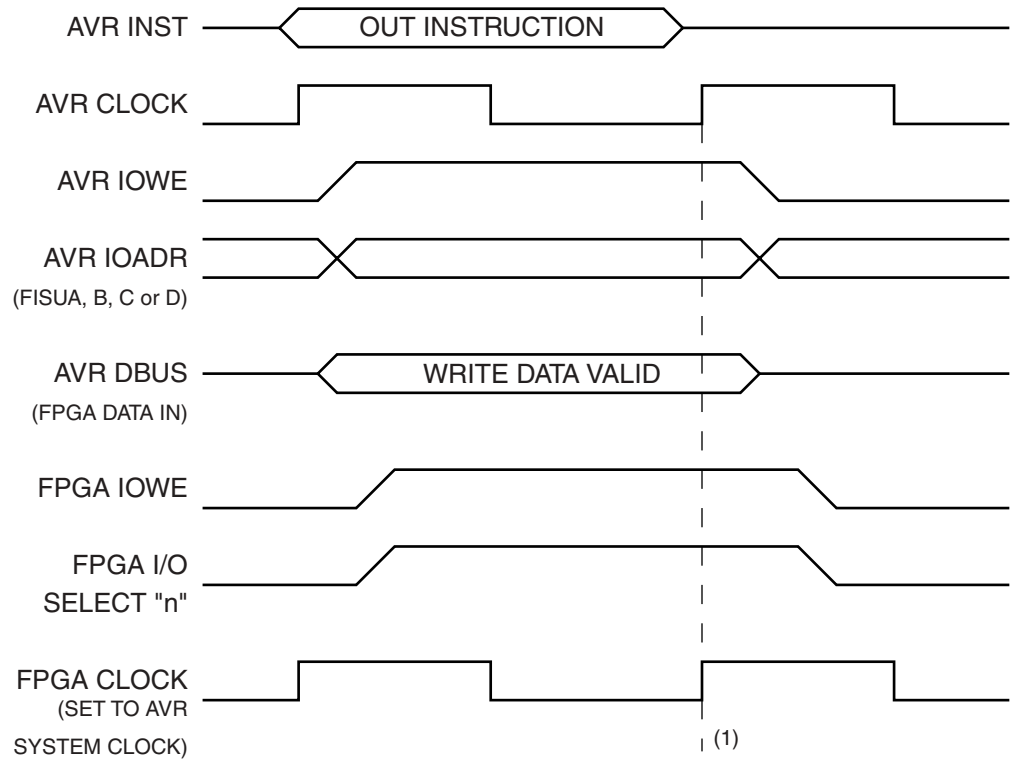 AVR INST
OUT INSTRUCTION
AVR CLOCK
AVR IOWE
AVR IOADR
(FISUA, B, C or D)
AVR DBUS
WRITE DATA VALID
(FPGA DATA IN)
FPGA IOWE
FPGA I/O
SELECT "n"
FPGA CLOCK
(SET TO AVR
SYSTEM CLOCK)
(1)